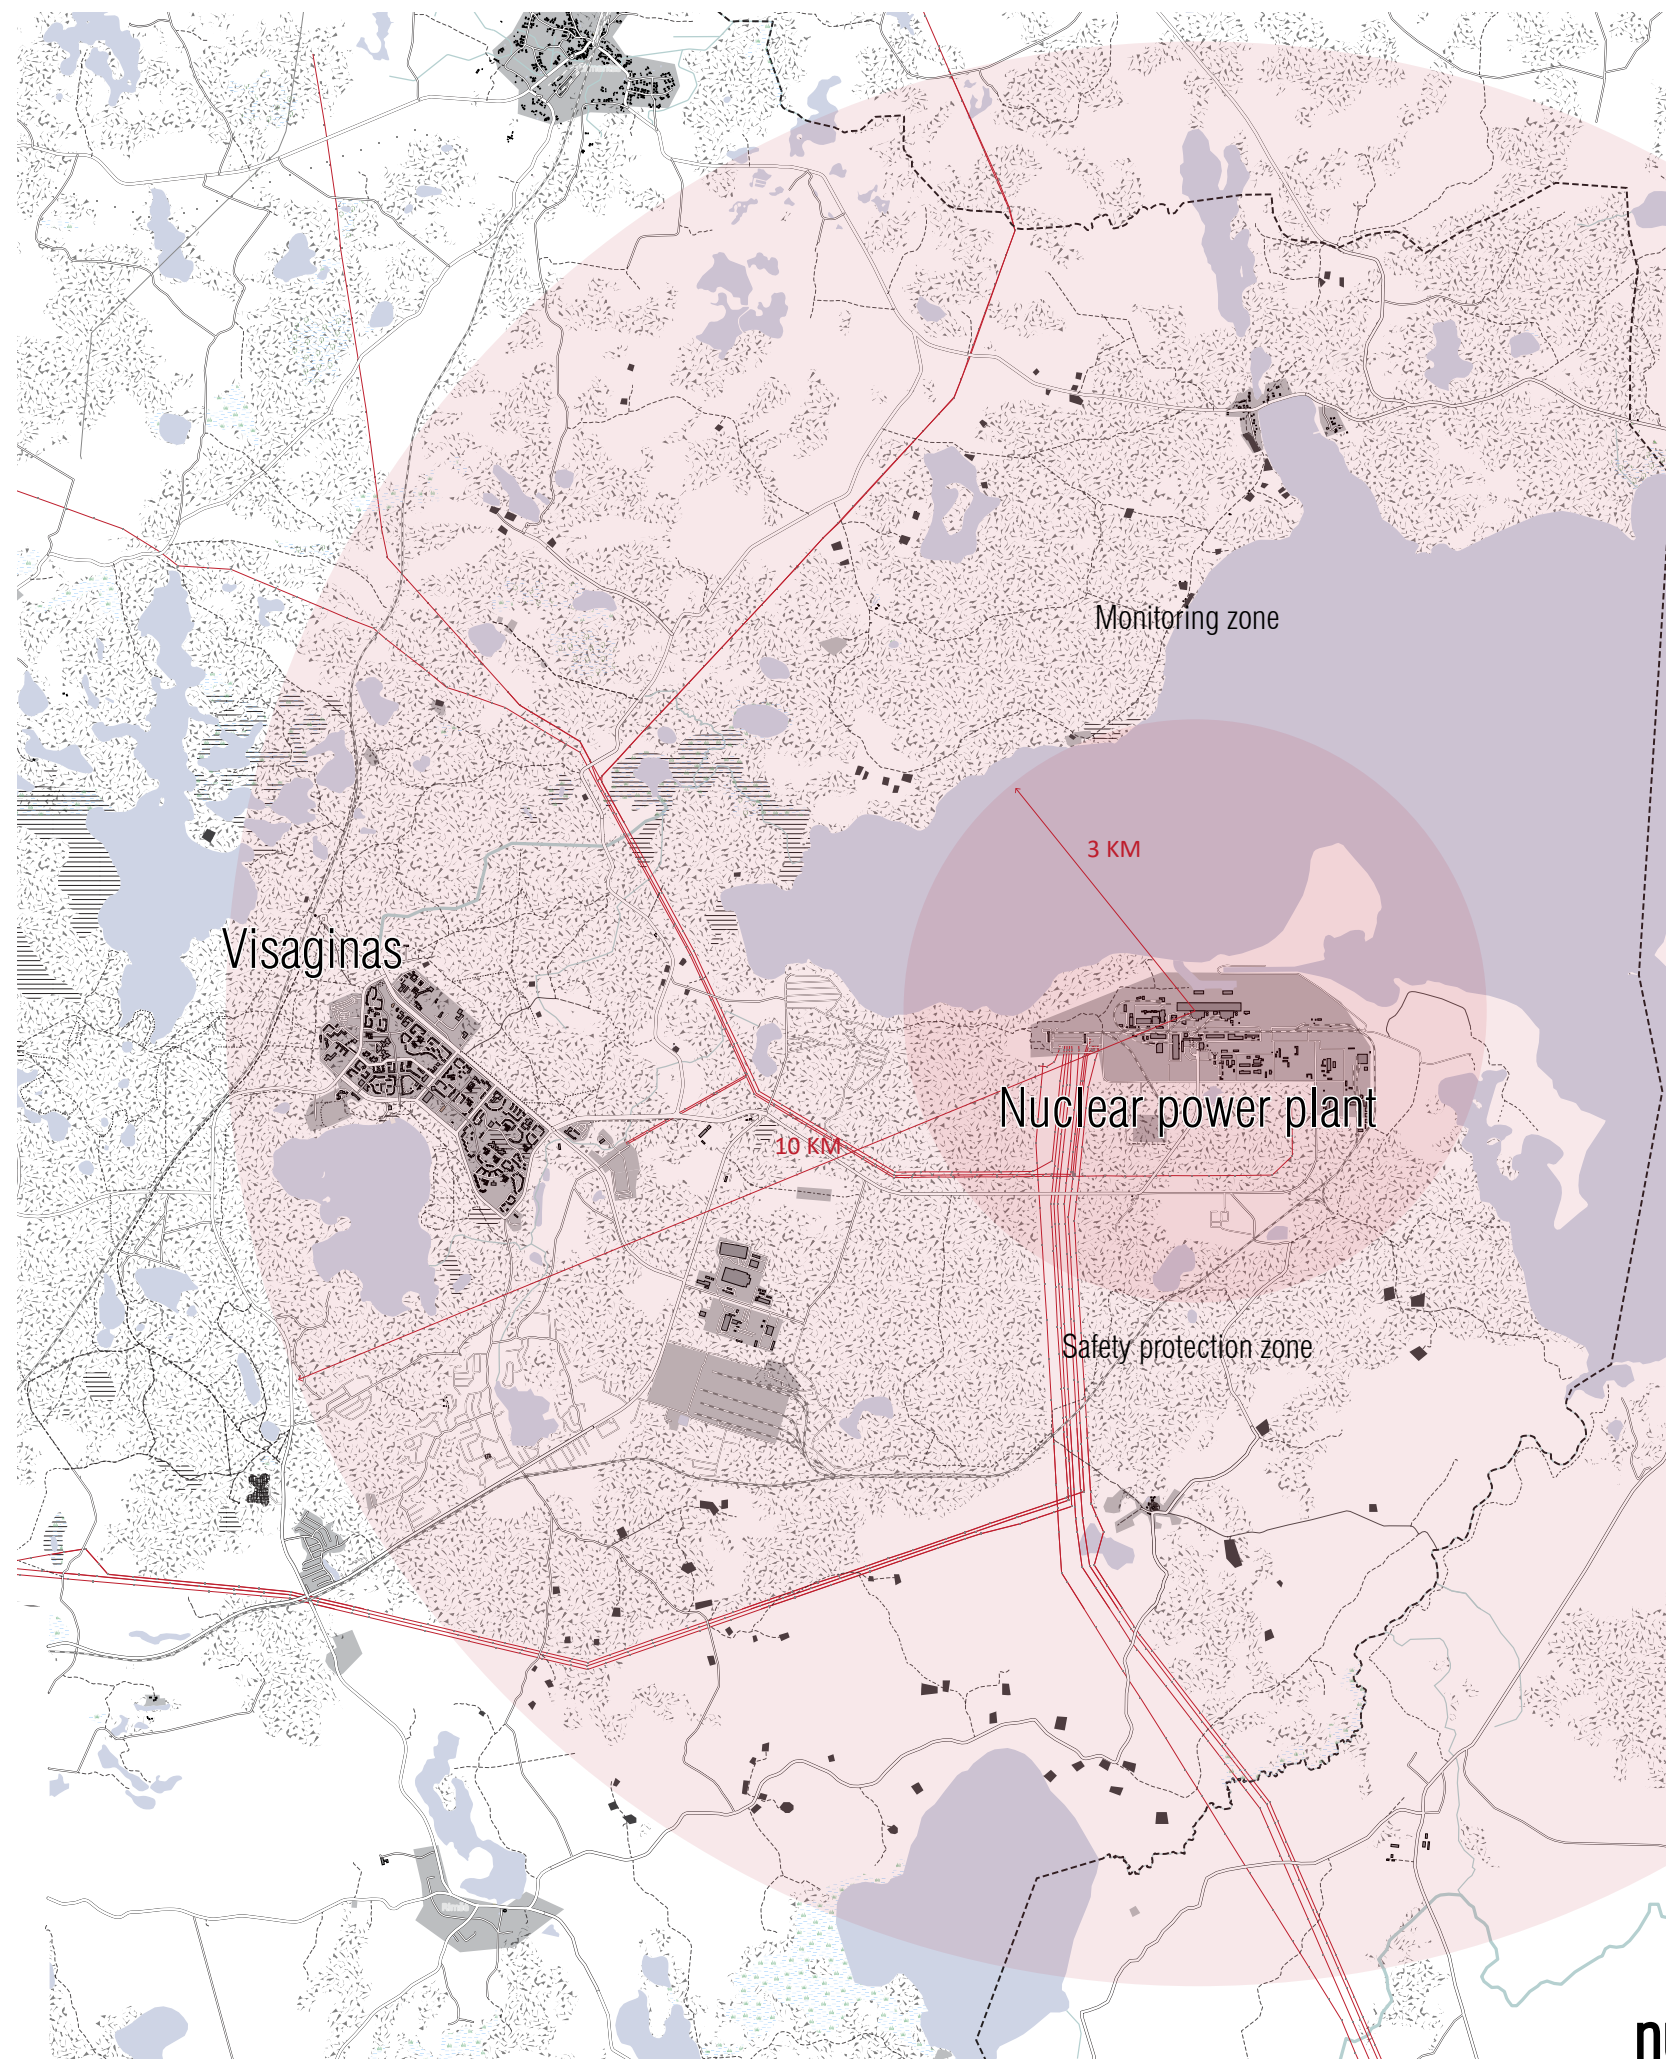 Monitoring zone
3 KM
Visaginas
Nuclear power plant
10 KM
Safety protection zone